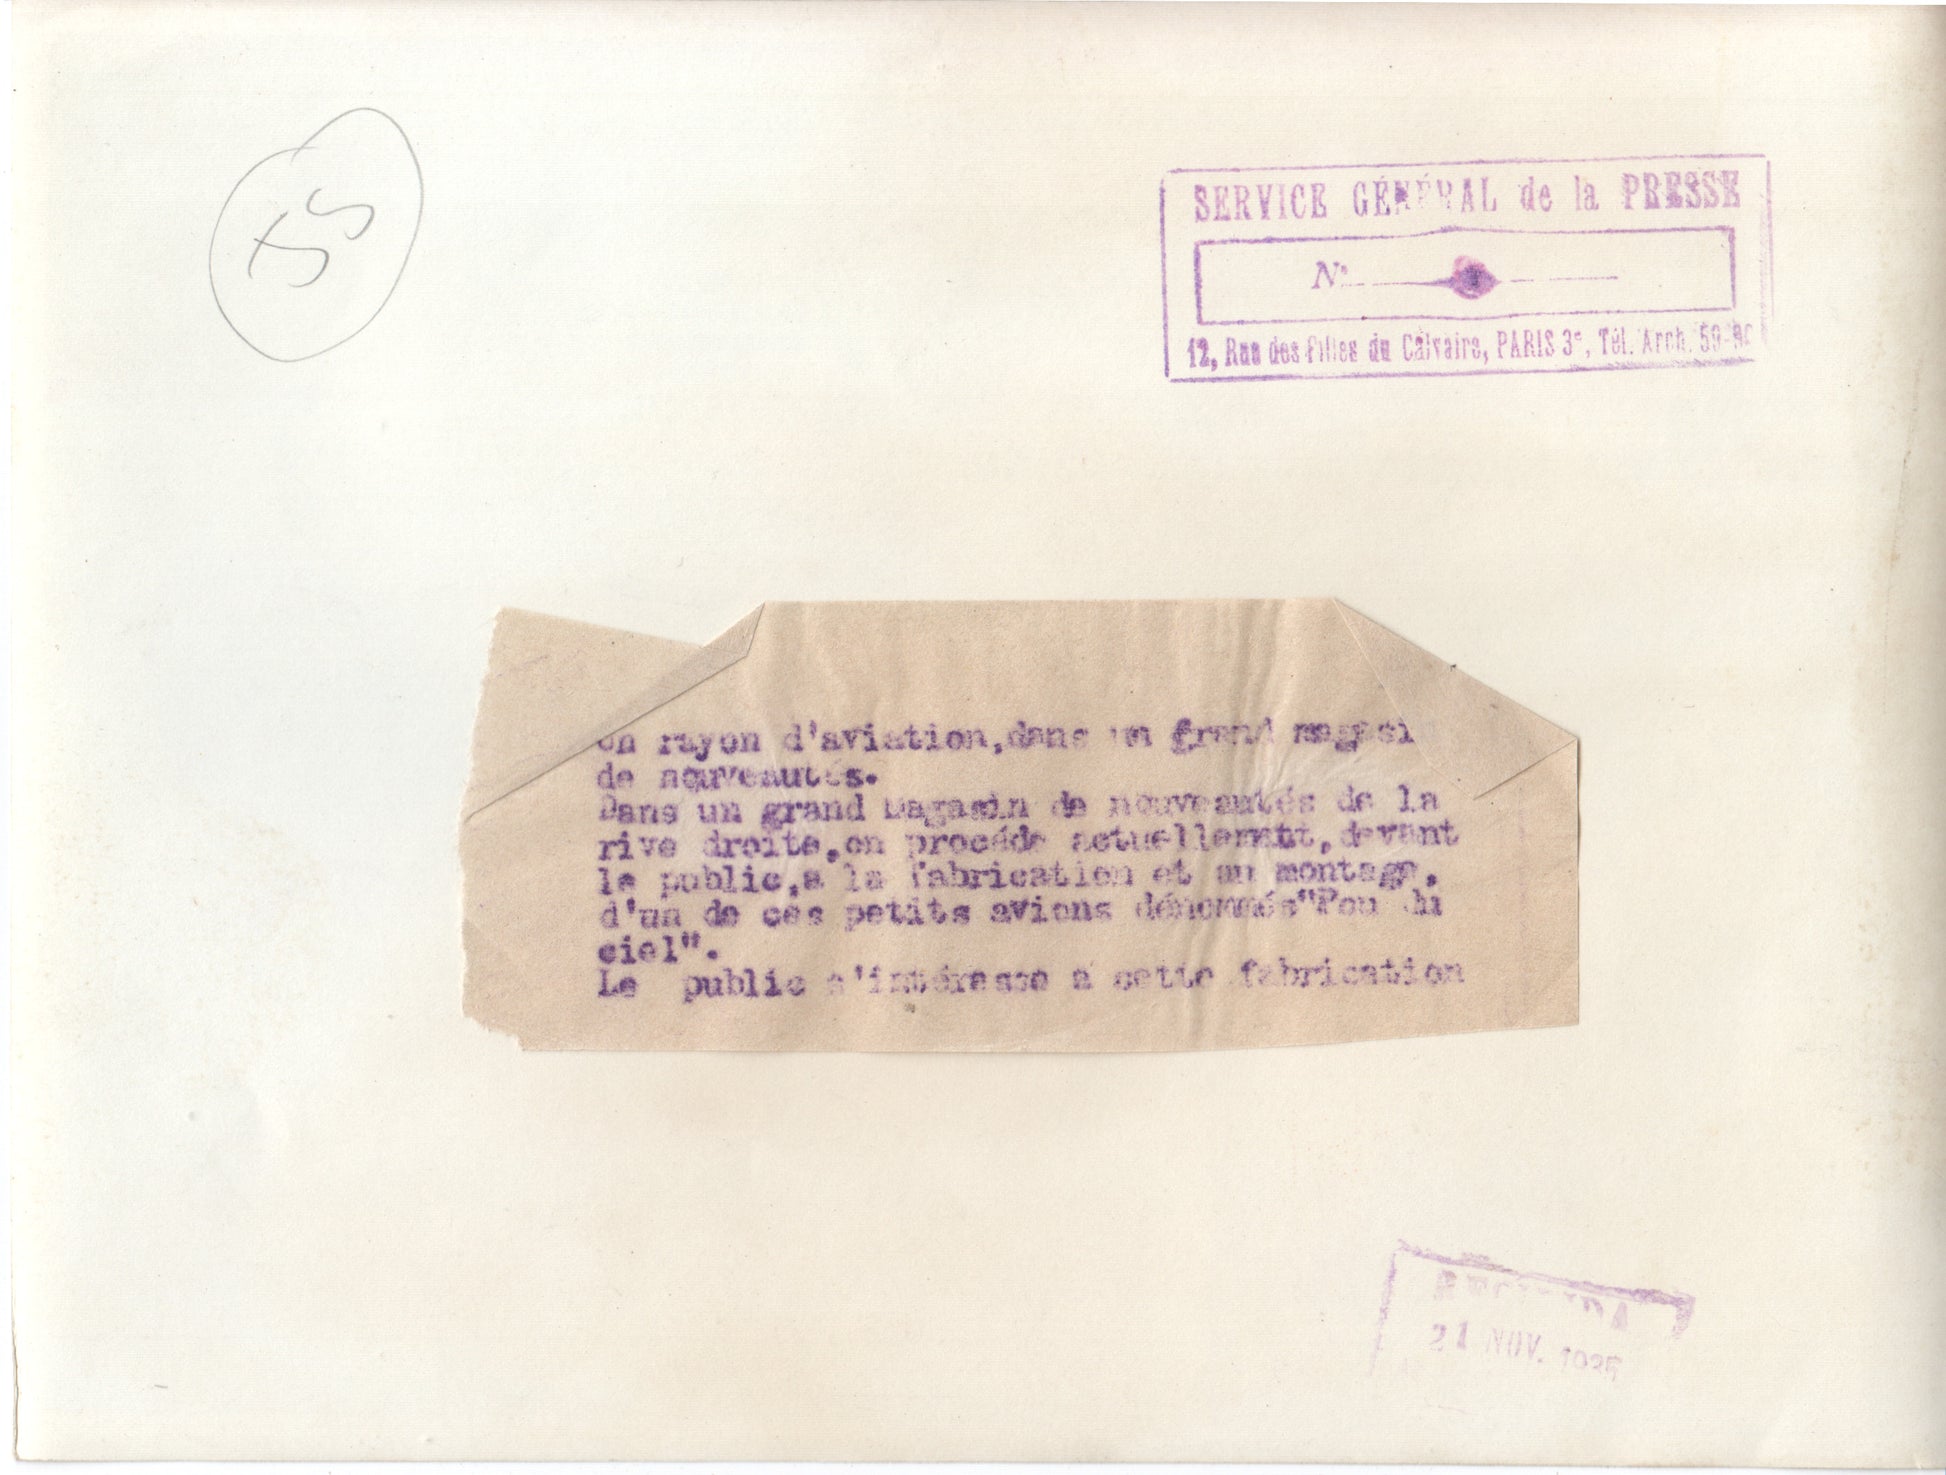 SS
SERVICE GÉNÉRAL de la PRESSE
N°
12, Rue des Filles du Calvaire, PARIS 3e, Tél. Arch. 59-
Un rayon d'aviation,dans un grand magasi
de nouveautés.
Dans un grand magasin de nouveautés de la
rive droite,on procéde actuellement,devant
le public,a la fabrication et au montage,
d'un de ces petits avions dénommés"Pou du
ciel".
Le public s'intéresse a cette fabrication
21 NOV. 1935